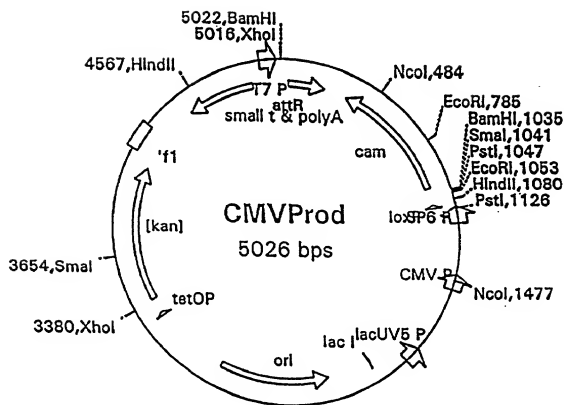 5022,BamHI
5016,XhoI
4567,HindII
NcoI,484
EcoRI,785
BamHI,1035
SmaI,1041
PstI,1047
EcoRI,1053
HindII,1080
PstI,1126
T7 P
attR
small t & polyA
cam
'f1
[kan]
CMVProd
5026 bps
loxP
SP6 P
CMV P
NcoI,1477
3654,SmaI
tetOP
3380,XhoI
lac I
lacUV5 P
ori